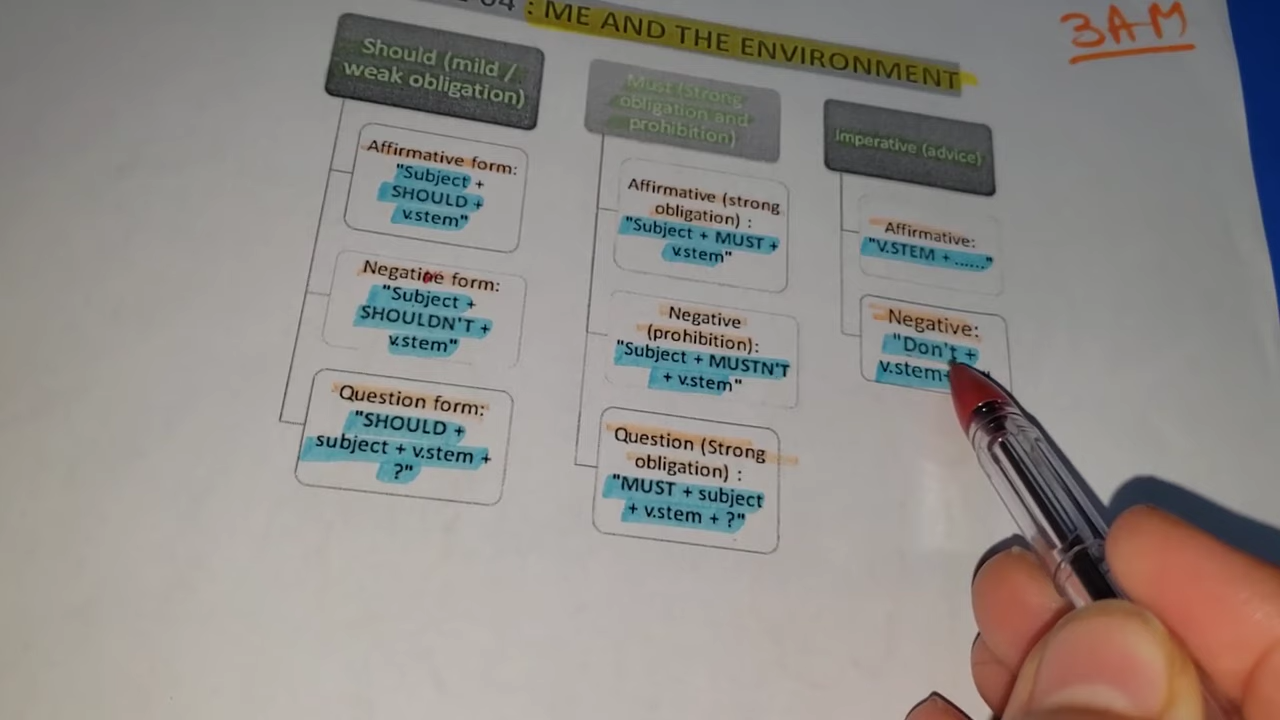 04 : ME AND THE ENVIRONMENT
3AM
Should (mild /
weak obligation)
Affirmative form:
"Subject +
SHOULD +
v.stem"
Negative form:
"Subject +
SHOULDN'T +
v.stem"
Question form:
"SHOULD +
subject + v.stem +
?"
Must (Strong
obligation and
prohibition)
Affirmative (strong
obligation) :
"Subject + MUST +
v.stem"
Negative
(prohibition):
"Subject + MUSTN'T
+ v.stem"
Question (Strong
obligation) :
"MUST + subject
+ v.stem + ?"
Imperative (advice)
Affirmative:
"V.STEM + ......"
Negative:
"Don't +
v.stem+